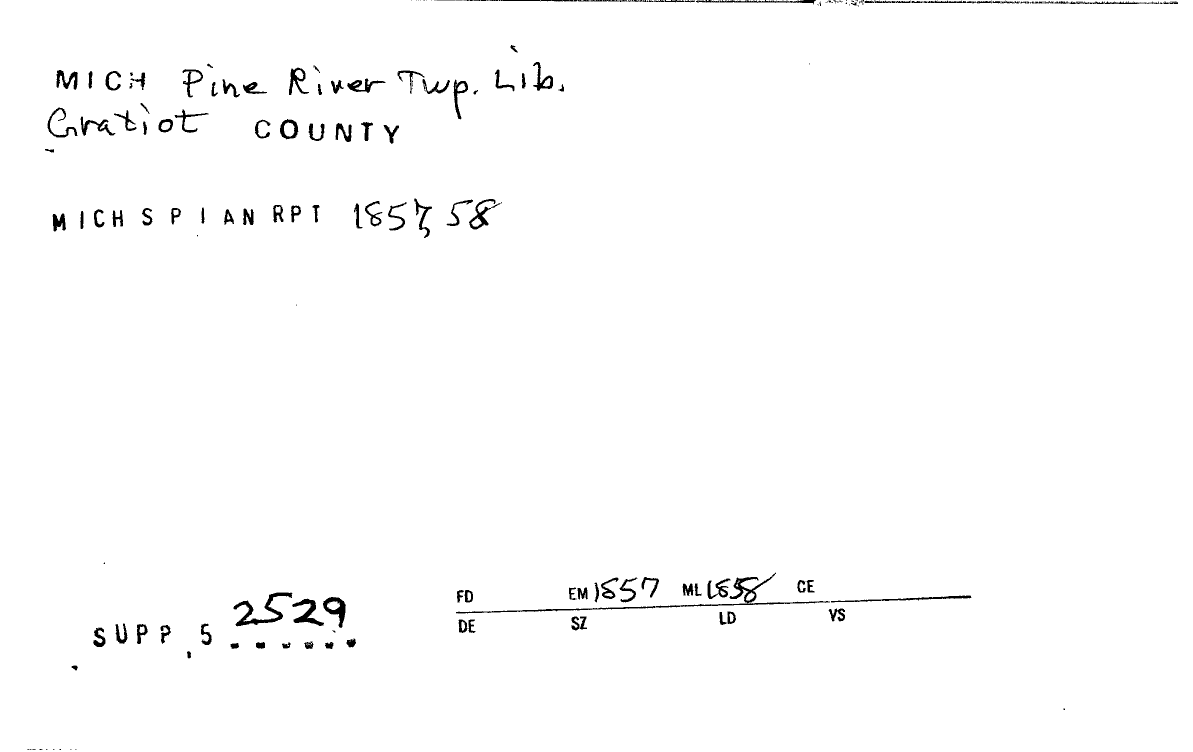 MICH Pine River Twp. Lib.
Gratiot COUNTY
MICH S P I AN RPT 1857, 58
FD EM 1857 ML 1858 CE
SUPP 5 2529
DE SZ LD VS